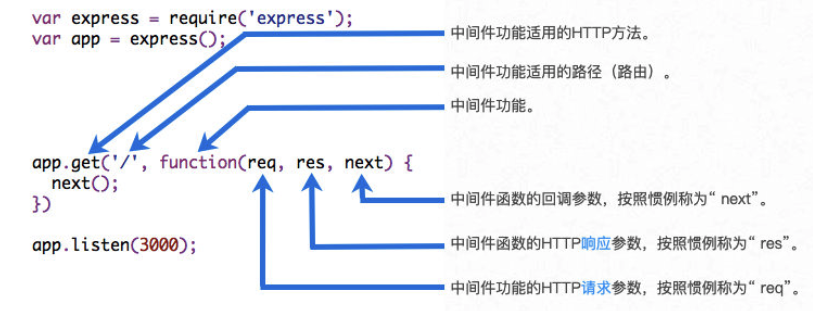 var express = require('express');
var app = express();
中间件功能适用的HTTP方法。
中间件功能适用的路径（路由）。
中间件功能。
app.get('/', function(req, res, next) {
next();
})
中间件函数的回调参数，按照惯例称为“ next”。
app.listen(3000);
中间件函数的HTTP响应参数，按照惯例称为“ res”。
中间件功能的HTTP请求参数，按照惯例称为“ req”。